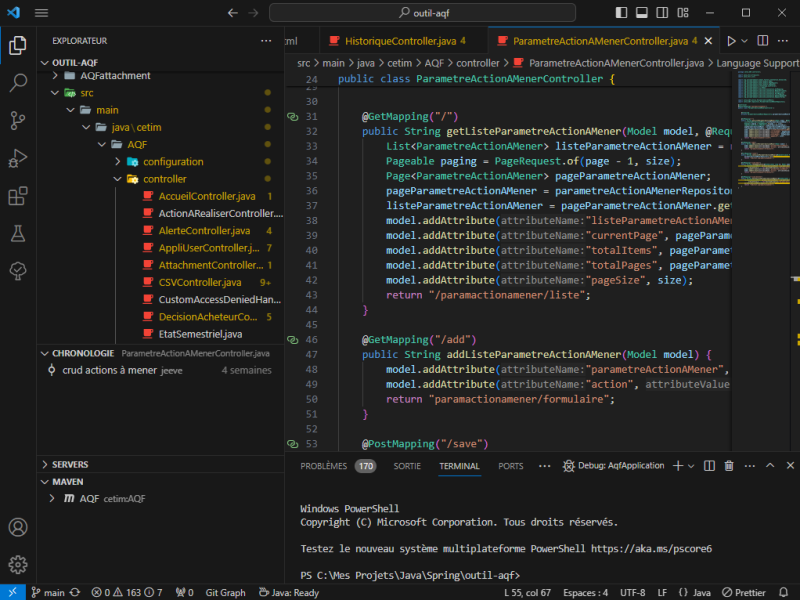 outil-aqf
EXPLORATEUR
OUTIL-AQF
AQFattachment
src
main
java \ cetim
AQF
configuration
controller
AccueilController.java 1
ActionARealiserController....
AlerteController.java 4
AppliUserController.j... 7
AttachmentController... 1
CSVController.java 9+
CustomAccessDeniedHan...
DecisionAcheteurCo... 5
EtatSemestriel.java
CHRONOLOGIE ParametreActionAMenerController.java
crud actions à mener jeeve 4 semaines
SERVERS
MAVEN
AQF cetim:AQF
HistoriqueController.java 4
ParametreActionAMenerController.java 4
src > main > java > cetim > AQF > controller > ParametreActionAMenerController.java > Language Support
24 public class ParametreActionAMenerController {
29
30
31 @GetMapping("/")
32 public String getListeParametreActionAMener(Model model,
33 List<ParametreActionAMener> listeParametreActionAMener =
34 Pageable paging = PageRequest.of(page - 1, size);
35 Page<ParametreActionAMener> pageParametreActionAMener;
36 pageParametreActionAMener =
37 listeParametreActionAMener =
38 model.addAttribute(attributeName:
39 model.addAttribute(attributeName:"currentPage",
40 model.addAttribute(attributeName:"totalItems",
41 model.addAttribute(attributeName:"totalPages",
42 model.addAttribute(attributeName:"pageSize", size);
43 return "/paramactionamener/liste";
44 }
45
46 @GetMapping("/add")
47 public String addListeParametreActionAMener(Model model) {
48 model.addAttribute(attributeName:"parametreActionAMener",
49 model.addAttribute(attributeName:"action", attributeValue
50 return "paramactionamener/formulaire";
51 }
52
53 @PostMapping("/save")
PROBLÈMES 170 SORTIE TERMINAL PORTS ... Debug: AqfApplication
Windows PowerShell
Copyright (C) Microsoft Corporation. Tous droits réservés.
Testez le nouveau système multiplateforme PowerShell https://aka.ms/pscore6
PS C:\Mes Projets\Java\Spring\outil-aqf>
main 0 163 7 0 Git Graph Java: Ready L 55, col 67 Espaces : 4 UTF-8 LF {} Java Prettier